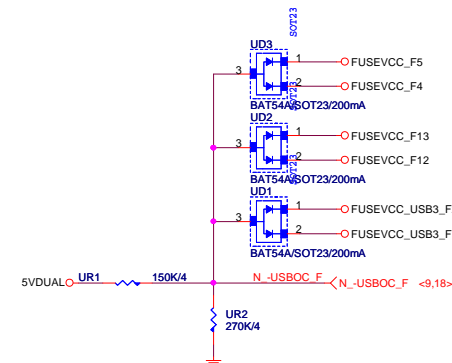 SOT23
UD3
3
1
FUSEVCC_F5
2
FUSEVCC_F4
BAT54A/SOT23/200mA
UD2
3
1
FUSEVCC_F13
2
FUSEVCC_F12
SOT23
BAT54A/SOT23/200mA
UD1
3
1
FUSEVCC_USB3_F
2
FUSEVCC_USB3_F
BAT54A/SOT23/200mA
5VDUAL UR1 150K/4 N_-USBOC_F N_-USBOC_F <9,18>
UR2
270K/4